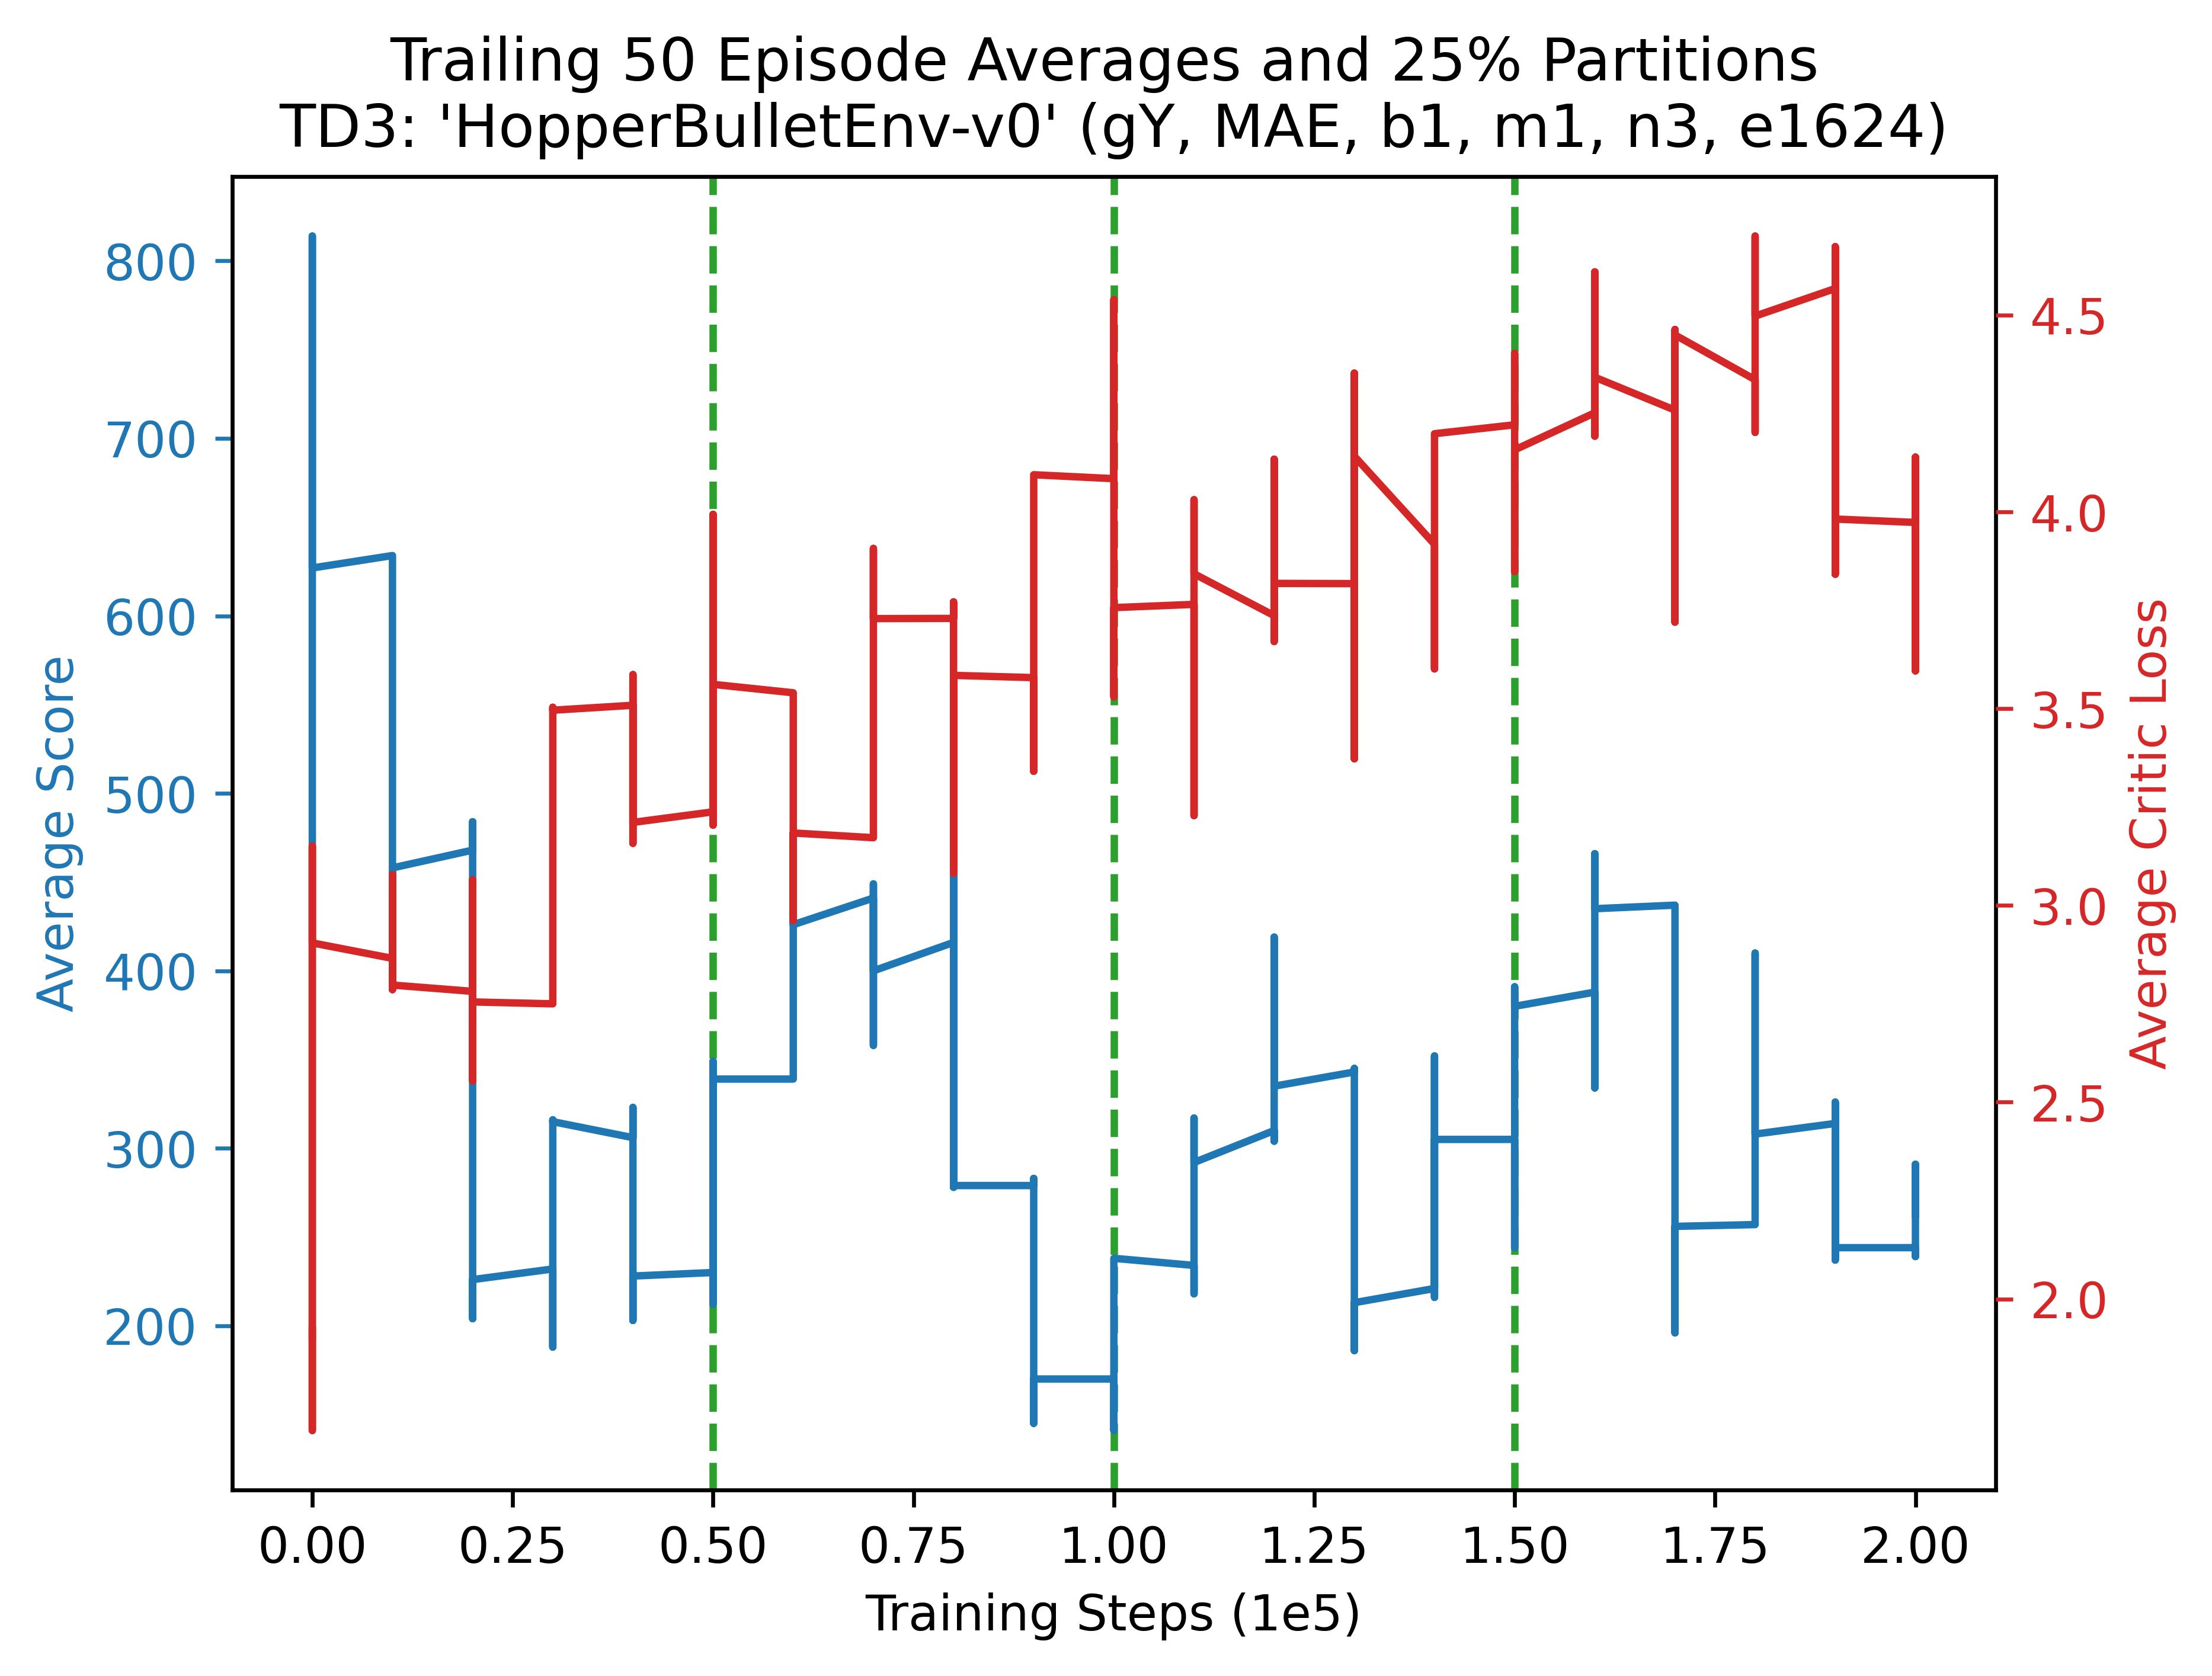 Trailing 50 Episode Averages and 25% Partitions
TD3: 'HopperBulletEnv-v0' (gY, MAE, b1, m1, n3, e1624)
Average Score
800
700
600
500
400
300
200
4.5
4.0
3.5
3.0
2.5
2.0
Average Critic Loss
0.00 0.25 0.50 0.75 1.00 1.25 1.50 1.75 2.00
Training Steps (1e5)